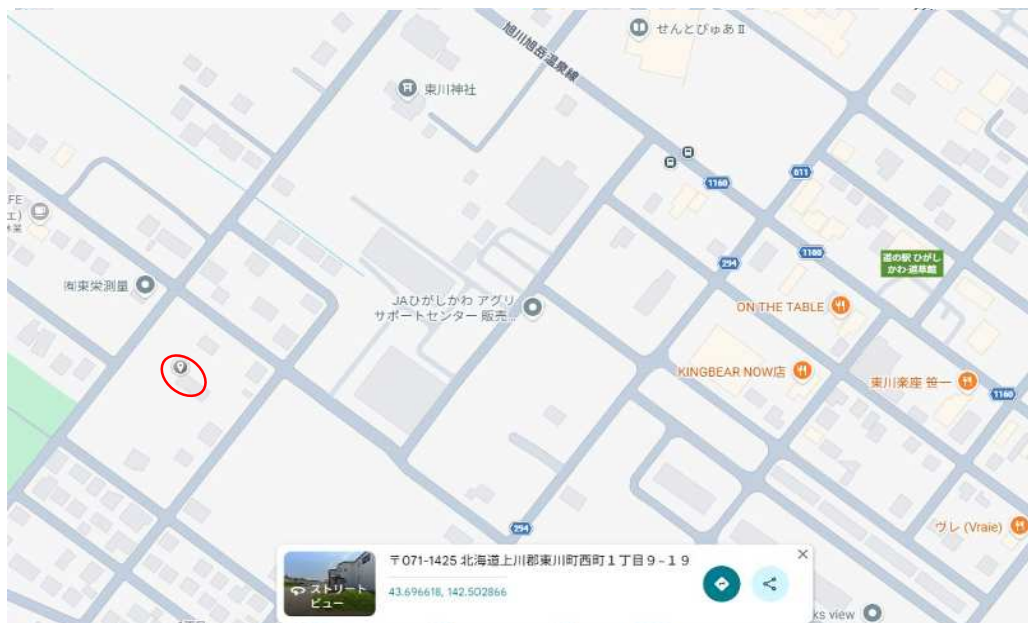 せんとぴゅあⅡ
旭川旭岳温泉線
東川神社
1160
611
FE
エ)
休業
294
1160
道の駅 ひがし
かわ 道草館
㈲東栄測量
JAひがしかわ アグリ
サポートセンター 販売...
ON THE TABLE
KINGBEAR NOW店
東川楽座 笹一
1160
294
ヴレ (Vraie)
〒071-1425 北海道上川郡東川町西町1丁目9−19
ストリート
ビュー
43.696618, 142.502866
ks view